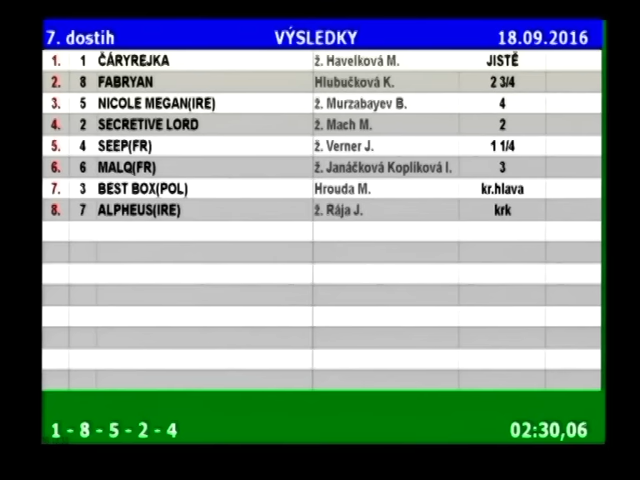 7. dostih VÝSLEDKY 18.09.2016
1. 1 ČÁRYREJKA ž. Havelková M. JISTĚ
2. 8 FABRYAN Hlubučková K. 2 3/4
3. 5 NICOLE MEGAN(IRE) ž. Murzabayev B. 4
4. 2 SECRETIVE LORD ž. Mach M. 2
5. 4 SEEP(FR) ž. Verner J. 1 1/4
6. 6 MALQ(FR) ž. Janáčková Koplíková I. 3
7. 3 BEST BOX(POL) Hrouda M. kr.hlava
8. 7 ALPHEUS(IRE) ž. Rája J. krk
1 - 8 - 5 - 2 - 4 02:30,06